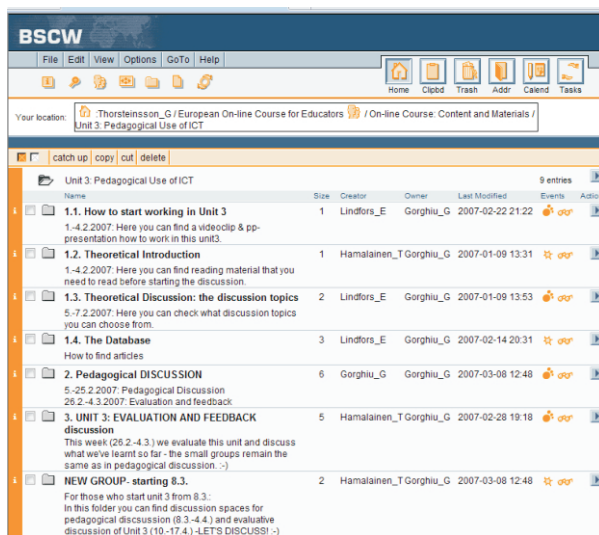 BSCW
File Edit View Options GoTo Help
Home Clipbd Trash Addr Calend Tasks
Your location: :Thorsteinsson_G / European On-line Course for Educators / On-line Course: Content and Materials /
Unit 3: Pedagogical Use of ICT
catch up copy cut delete
Unit 3: Pedagogical Use of ICT 9 entries
Name Size Creator Owner Last Modified Events Actio
1.1. How to start working in Unit 3 1 Lindfors_E Gorghiu_G 2007-02-22 21:22
1.-4.2.2007: Here you can find a videoclip & pp-
presentation how to work in this unit3.
1.2. Theoretical Introduction 1 Hamalainen_T Gorghiu_G 2007-01-09 13:31
1.-4.2.2007: Here you can find reading material that you
need to read before starting the discussion.
1.3. Theoretical Discussion: the discussion topics 2 Lindfors_E Gorghiu_G 2007-01-09 13:53
5.-7.2.2007: Here you can check what discussion topics
you can choose from.
1.4. The Database 3 Lindfors_E Gorghiu_G 2007-02-14 20:31
How to find articles
2. Pedagogical DISCUSSION 6 Gorghiu_G Gorghiu_G 2007-03-08 12:48
5.-25.2.2007: Pedagogical Discussion
26.2.-4.3.2007: Evaluation and feedback
3. UNIT 3: EVALUATION AND FEEDBACK 5 Hamalainen_T Gorghiu_G 2007-02-28 19:18
discussion
This week (26.2.-4.3.) we evaluate this unit and discuss
what we've learnt so far - the small groups remain the
same as in pedagogical discussion. :-)
NEW GROUP- starting 8.3. 2 Hamalainen_T Gorghiu_G 2007-03-08 12:48
For those who start unit 3 from 8.3.:
In this folder you can find discussion spaces for
pedagogical discsussion (8.3.-4.4.) and evaluative
discussion of Unit 3 (10.-17.4.) -LET'S DISCUSS! :-)